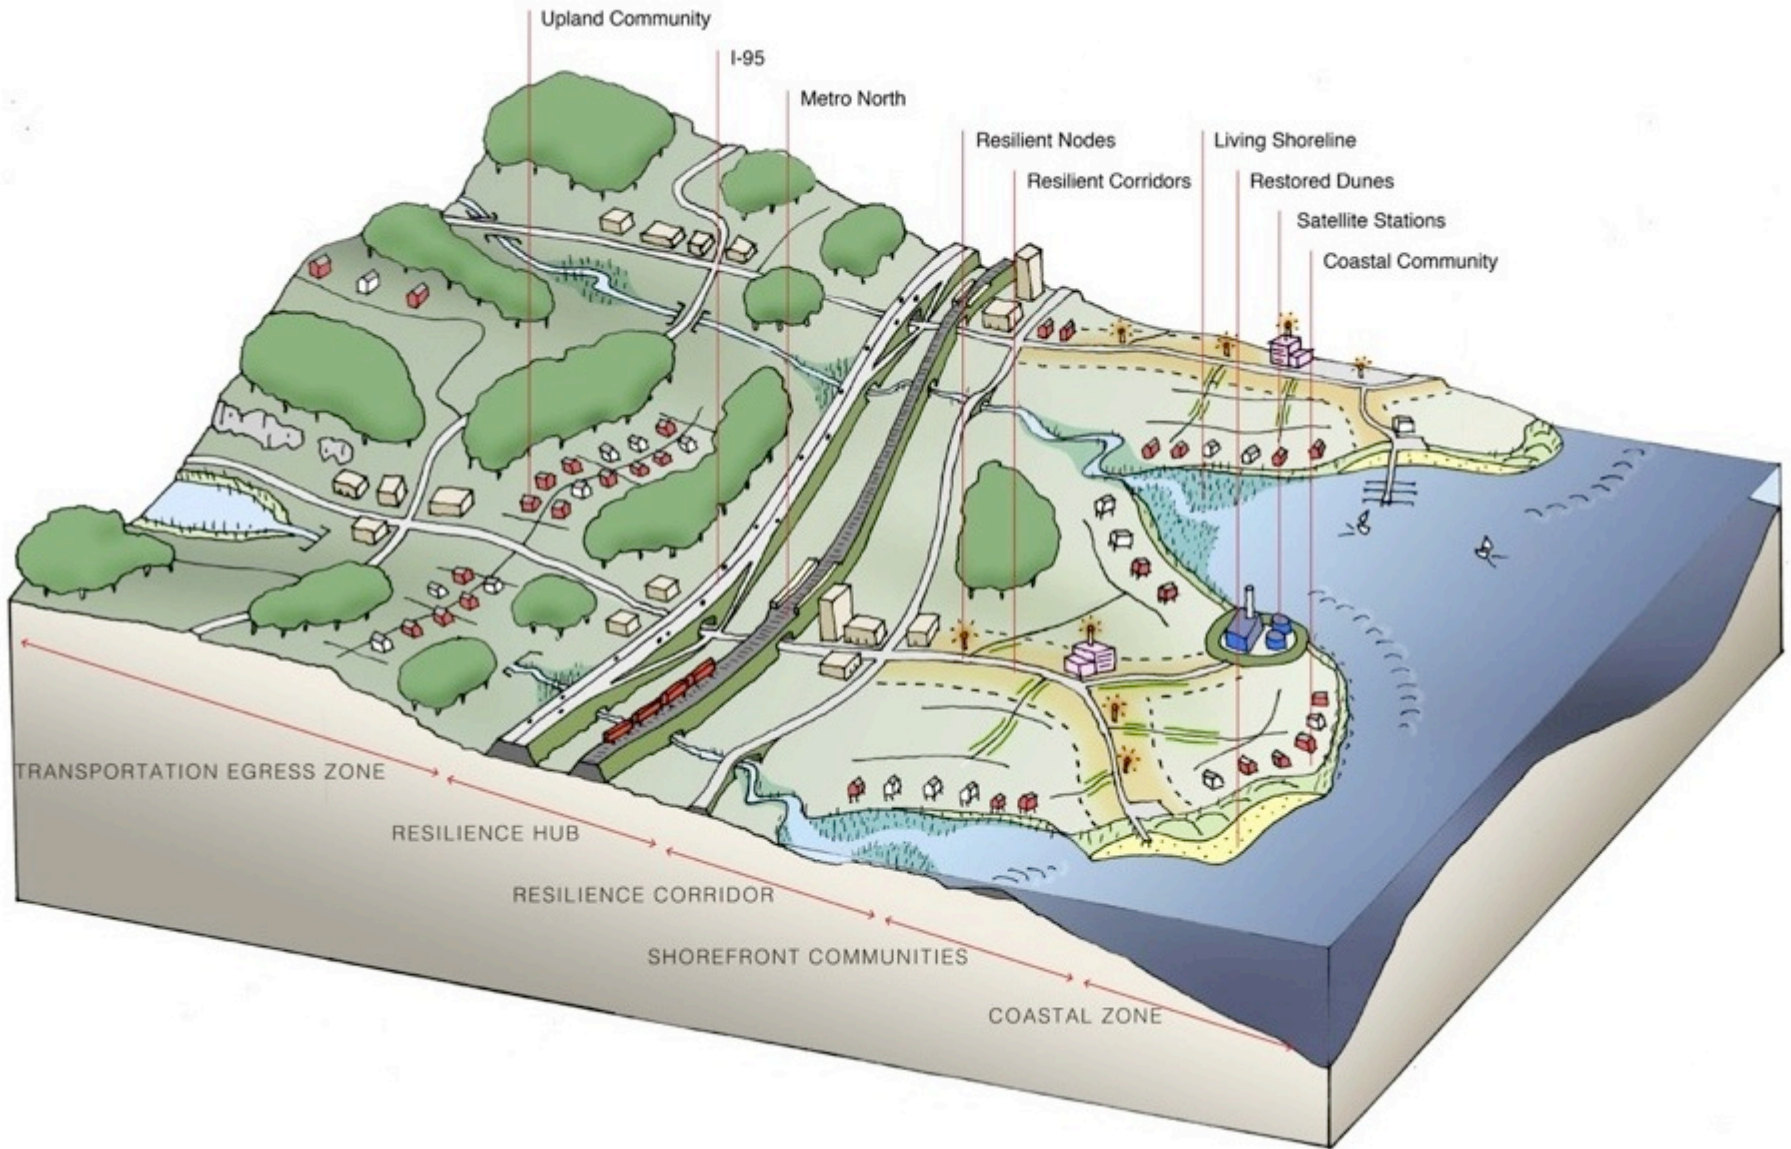 Upland Community
I-95
Metro North
Resilient Nodes
Living Shoreline
Resilient Corridors
Restored Dunes
Satellite Stations
Coastal Community
TRANSPORTATION EGRESS ZONE
RESILIENCE HUB
RESILIENCE CORRIDOR
SHOREFRONT COMMUNITIES
COASTAL ZONE